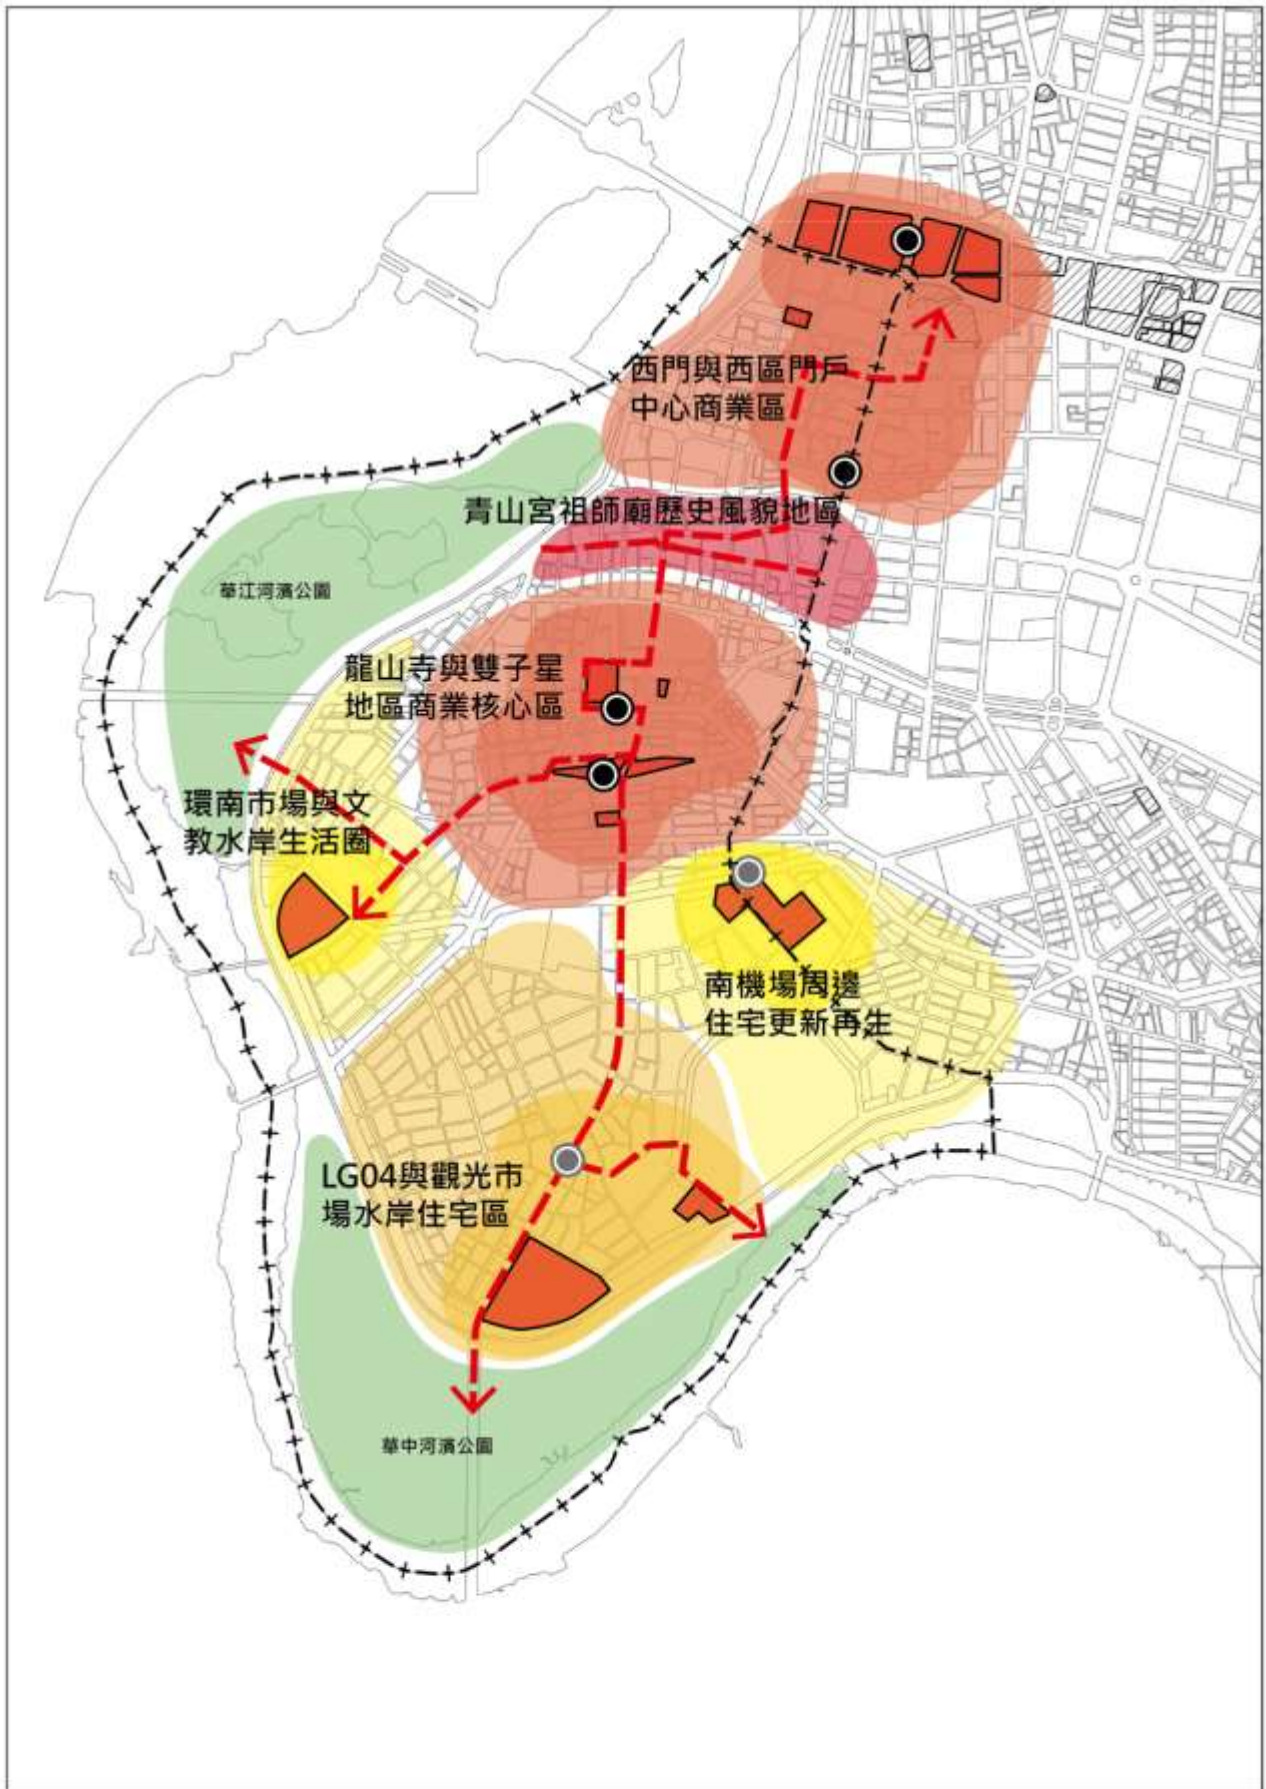 西門與西區門戶
中心商業區
青山宮祖師廟歷史風貌地區
華江河濱公園
龍山寺與雙子星
地區商業核心區
環南市場與文
教水岸生活圈
南機場周邊
住宅更新再生
LG04與觀光市
場水岸住宅區
華中河濱公園